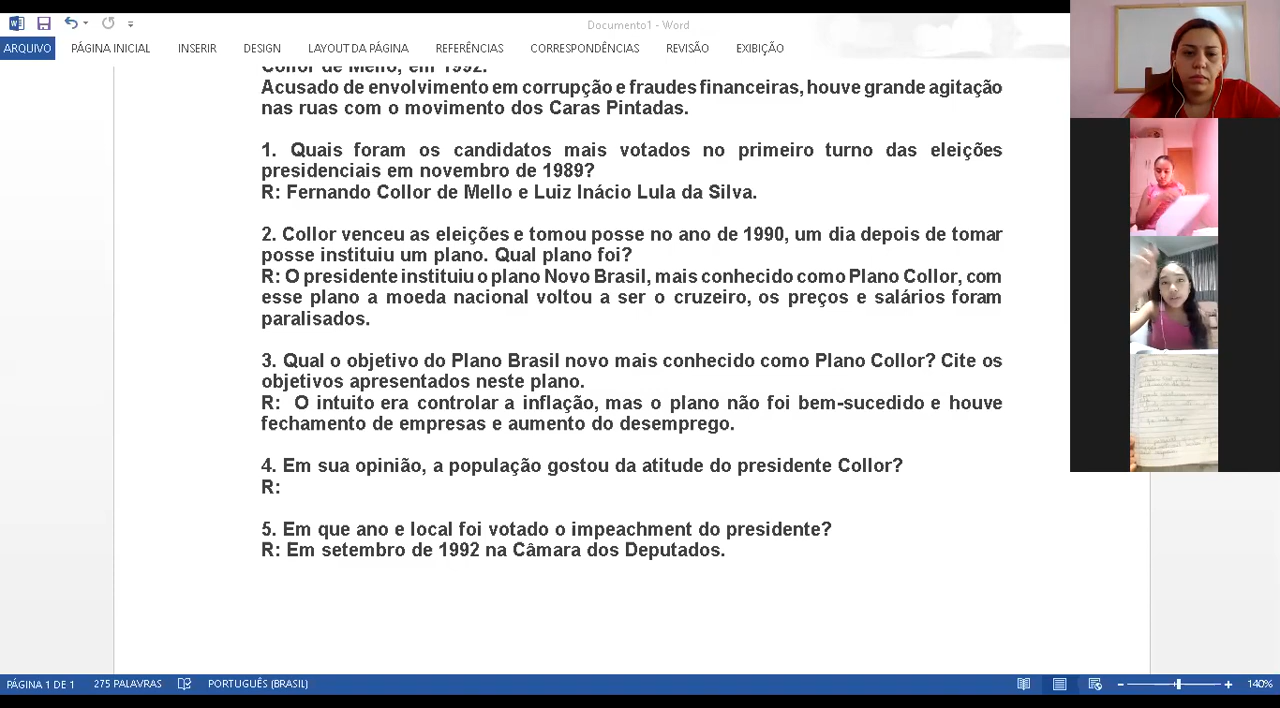 Documento1 - Word
ARQUIVO PÁGINA INICIAL INSERIR DESIGN LAYOUT DA PÁGINA REFERÊNCIAS CORRESPONDÊNCIAS REVISÃO EXIBIÇÃO
Collor de Mello, em 1992.
Acusado de envolvimento em corrupção e fraudes financeiras, houve grande agitação
nas ruas com o movimento dos Caras Pintadas.
1. Quais foram os candidatos mais votados no primeiro turno das eleições
presidenciais em novembro de 1989?
R: Fernando Collor de Mello e Luiz Inácio Lula da Silva.
2. Collor venceu as eleições e tomou posse no ano de 1990, um dia depois de tomar
posse instituiu um plano. Qual plano foi?
R: O presidente instituiu o plano Novo Brasil, mais conhecido como Plano Collor, com
esse plano a moeda nacional voltou a ser o cruzeiro, os preços e salários foram
paralisados.
3. Qual o objetivo do Plano Brasil novo mais conhecido como Plano Collor? Cite os
objetivos apresentados neste plano.
R: O intuito era controlar a inflação, mas o plano não foi bem-sucedido e houve
fechamento de empresas e aumento do desemprego.
4. Em sua opinião, a população gostou da atitude do presidente Collor?
R:
5. Em que ano e local foi votado o impeachment do presidente?
R: Em setembro de 1992 na Câmara dos Deputados.
PÁGINA 1 DE 1 275 PALAVRAS PORTUGUÊS (BRASIL) 140%